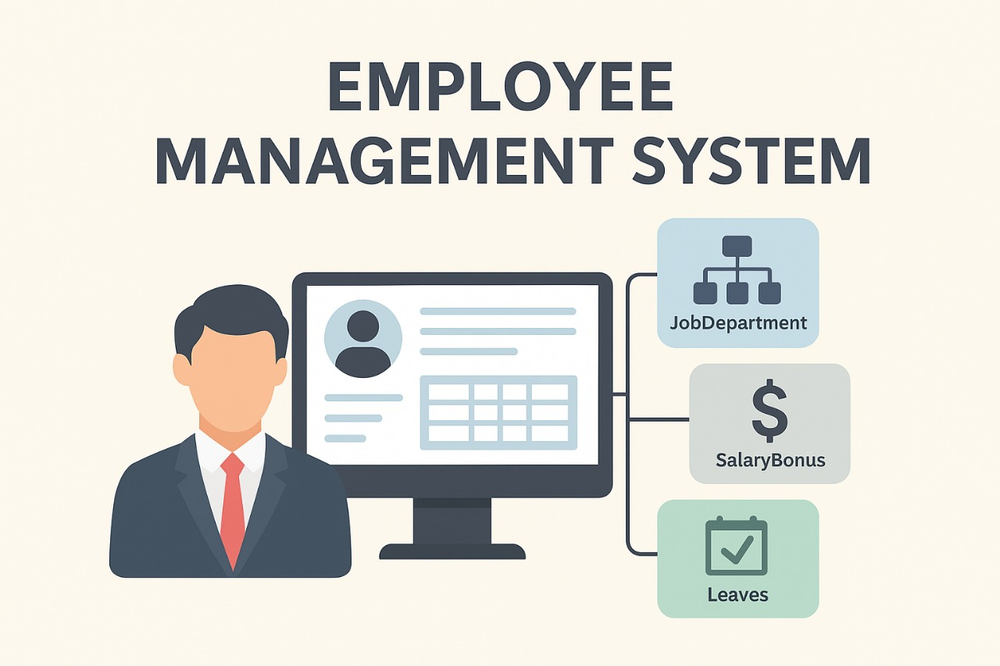 EMPLOYEE
MANAGEMENT SYSTEM
JobDepartment
$
SalaryBonus
Leaves